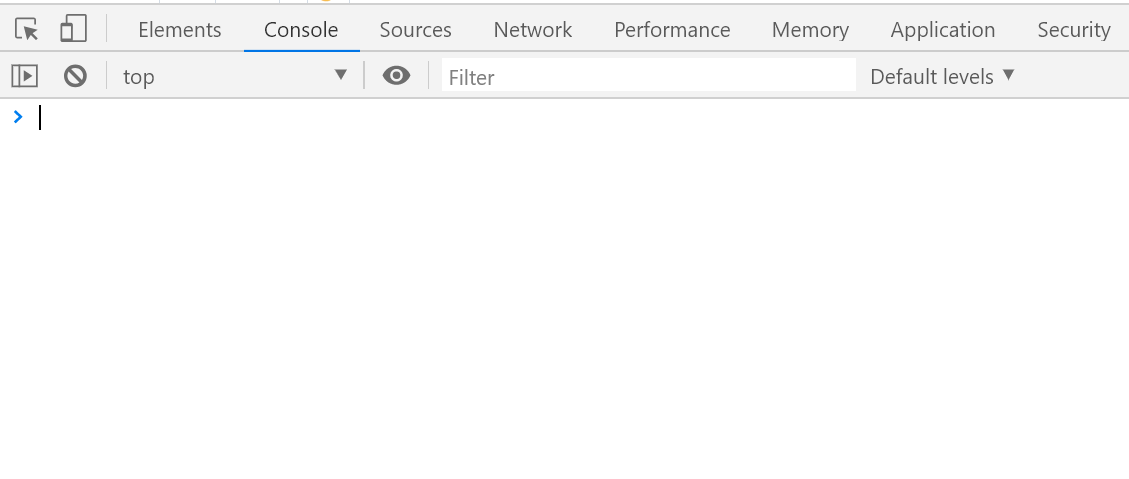 Elements Console Sources Network Performance Memory Application Security
top Filter Default levels